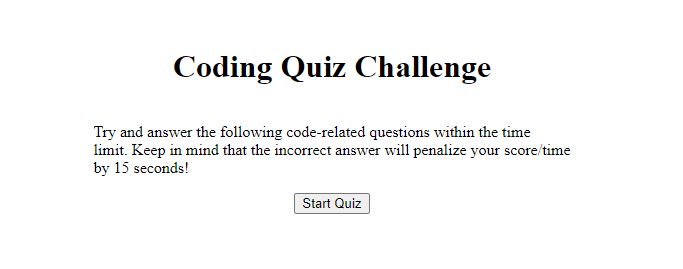 Coding Quiz Challenge
Try and answer the following code-related questions within the time
limit. Keep in mind that the incorrect answer will penalize your score/time
by 15 seconds!
Start Quiz